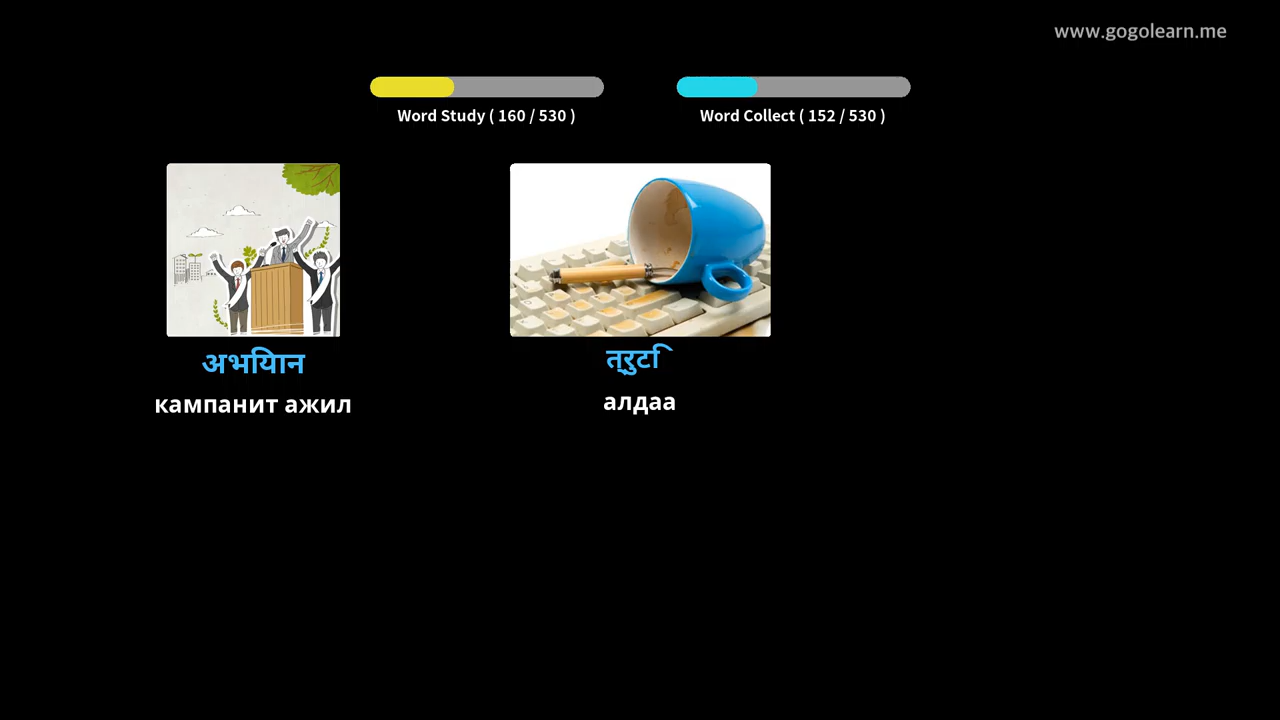 www.gogolearn.me
Word Study ( 160 / 530 )
Word Collect ( 152 / 530 )
अभियान
त्रुटि
кампанит ажил
алдаа